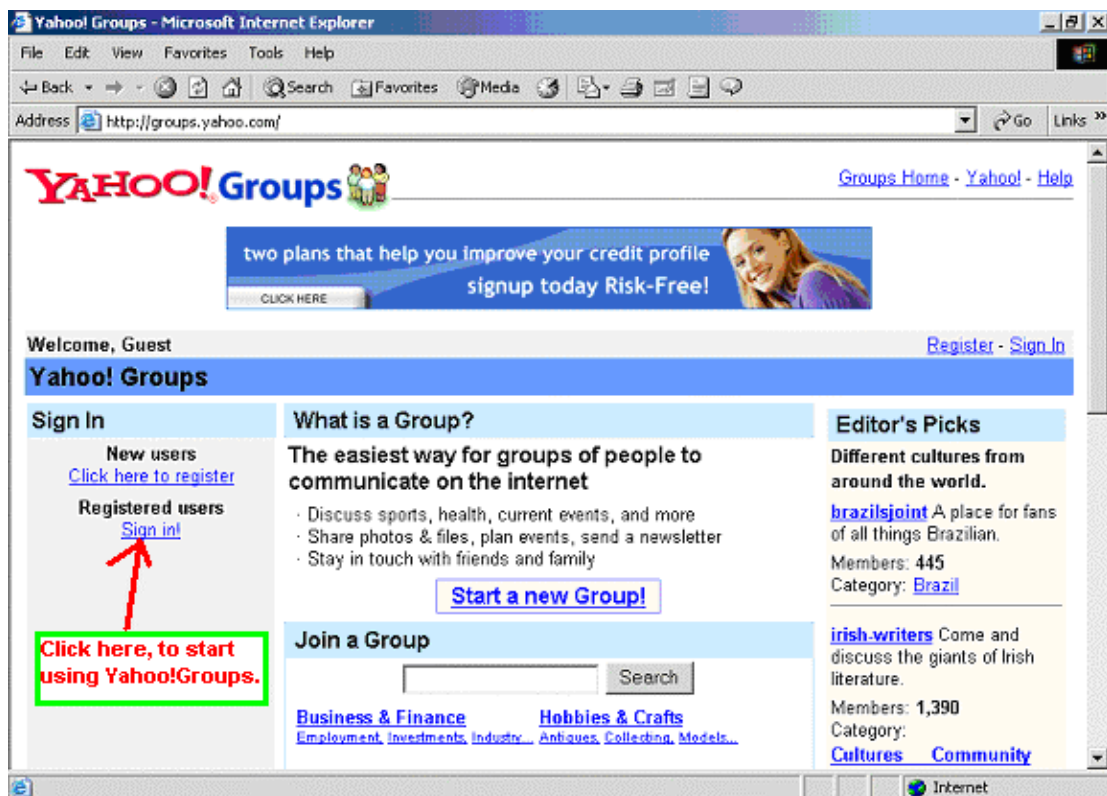 Yahoo! Groups - Microsoft Internet Explorer
File Edit View Favorites Tools Help
Back Search Favorites Media
Address http://groups.yahoo.com/ Go Links »
YAHOO! Groups
Groups Home - Yahoo! - Help
two plans that help you improve your credit profile
signup today Risk-Free!
CLICK HERE
Welcome, Guest
Register - Sign In
Yahoo! Groups
Sign In
New users
Click here to register
Registered users
Sign in!
Click here, to start
using Yahoo!Groups.
What is a Group?
The easiest way for groups of people to
communicate on the internet
· Discuss sports, health, current events, and more
· Share photos & files, plan events, send a newsletter
· Stay in touch with friends and family
Start a new Group!
Join a Group
Search
Business & Finance
Employment, Investments, Industry...
Hobbies & Crafts
Antiques, Collecting, Models...
Editor's Picks
Different cultures from
around the world.
brazilsjoint A place for fans
of all things Brazilian.
Members: 445
Category: Brazil
irish-writers Come and
discuss the giants of Irish
literature.
Members: 1,390
Category:
Cultures Community
Internet